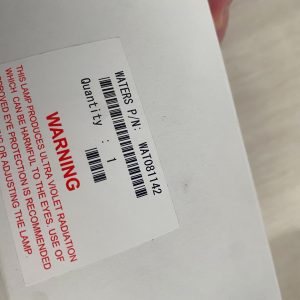 WATERS P/N: WAT081142
Quantity : 1
WARNING
THIS LAMP PRODUCES ULTRA VIOLET RADIATION
WHICH CAN BE HARMFUL TO THE EYES. USE OF
EYE PROTECTION IS RECOMMENDED
OR ADJUSTING THE LAMP